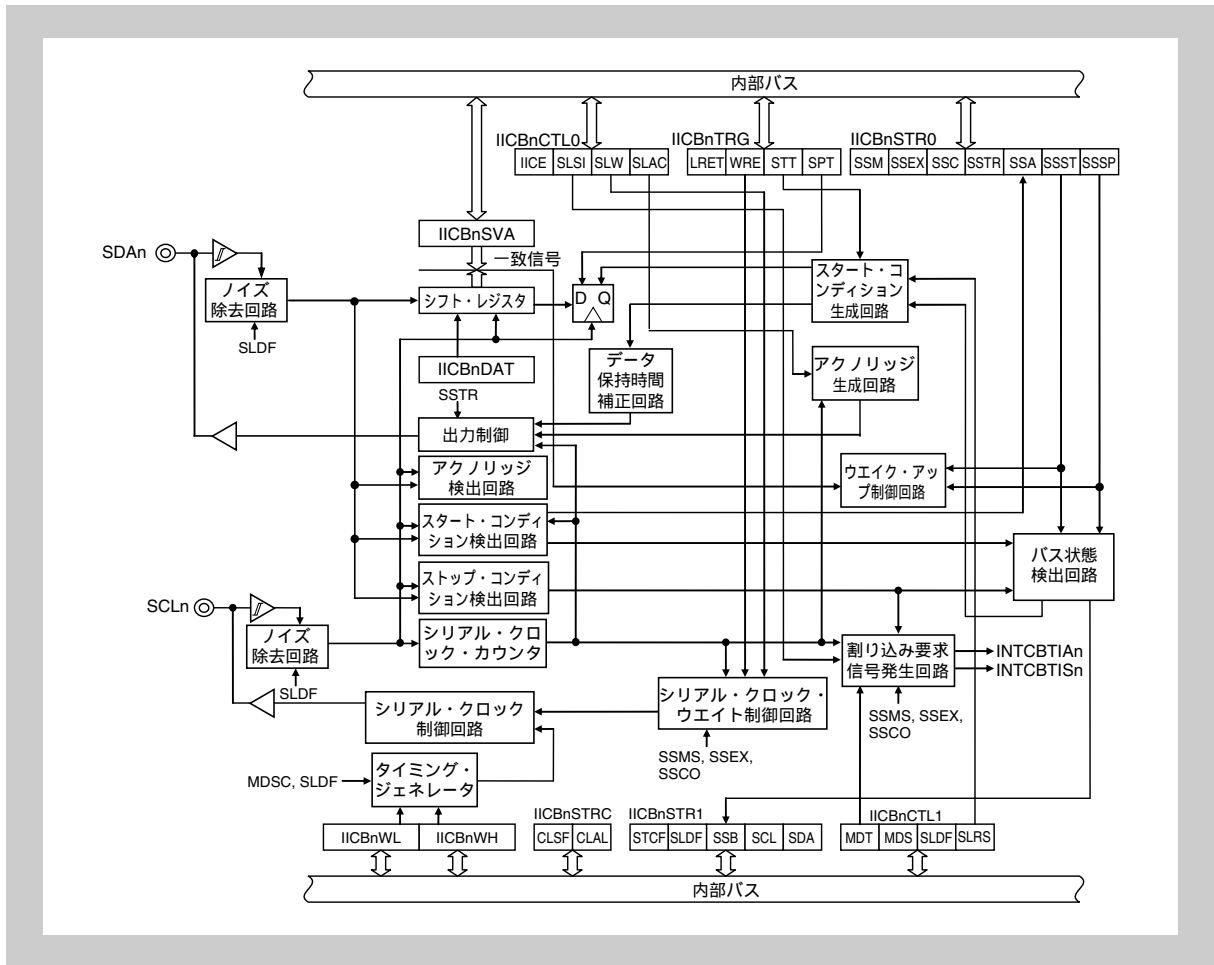 内部バス
IICBnCTL0
IICBnTRG
IICBnSTR0
IICE SLSI SLW SLAC
LRET WRE STT SPT
SSM SSEX SSC SSTR SSA SSST SSSP
IICBnSVA
一致信号
SDAn
ノイズ
除去回路
SLDF
シフト・レジスタ
D Q
スタート・コ
ンディション
生成回路
IICBnDAT
データ
保持時間
補正回路
アクノリッジ
生成回路
SSTR
出力制御
アクノリッジ
検出回路
ウエイク・アッ
プ制御回路
スタート・コンディ
ション検出回路
バス状態
検出回路
ストップ・コンディ
ション検出回路
SCLn
ノイズ
除去回路
SLDF
シリアル・クロ
ック・カウンタ
割り込み要求
信号発生回路
INTCBTIAn
INTCBTISn
シリアル・クロック
制御回路
シリアル・クロック・
ウエイト制御回路
SSMS, SSEX,
SSCO
SSMS, SSEX,
SSCO
MDSC, SLDF
タイミング・
ジェネレータ
IICBnWL IICBnWH
IICBnSTRC
CLSF CLAL
IICBnSTR1
STCF SLDF SSB SCL SDA
IICBnCTL1
MDT MDS SLDF SLRS
内部バス